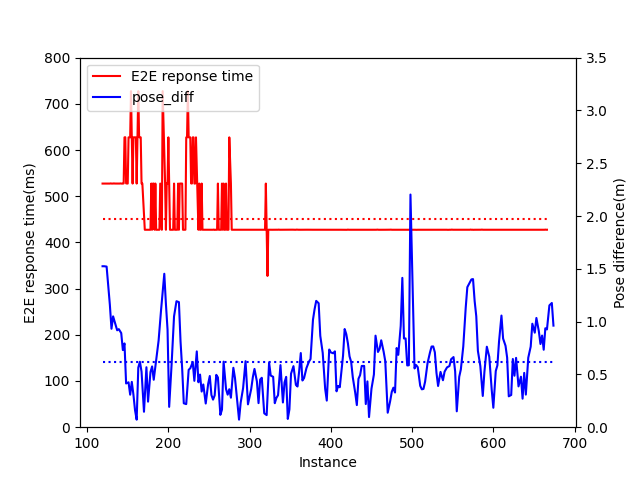 E2E reponse time
pose_diff
800
700
600
500
400
300
200
100
0
E2E response time(ms)
3.5
3.0
2.5
2.0
1.5
1.0
0.5
0.0
Pose difference(m)
100 200 300 400 500 600 700
Instance